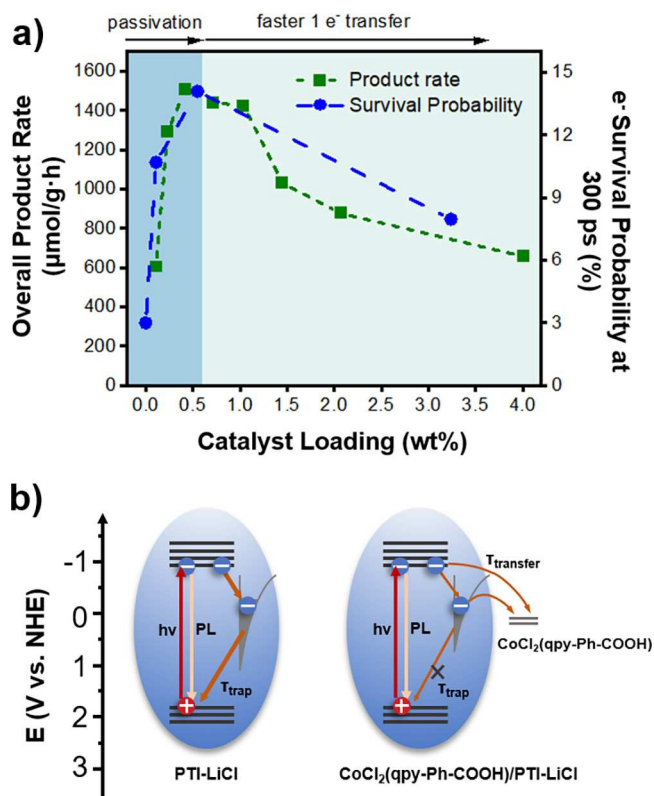 a)
passivation
faster 1 e⁻ transfer
Product rate
Survival Probability
Overall Product Rate
(μmol/g·h)
1600
1400
1200
1000
800
600
400
200
0
15
12
9
6
3
0
e⁻ Survival Probability at
300 ps (%)
0.0 0.5 1.0 1.5 2.0 2.5 3.0 3.5 4.0
Catalyst Loading (wt%)
b)
E (V vs. NHE)
-1
0
1
2
3
hν
PL
τtrap
PTI-LiCl
hν
PL
τtrap
τtransfer
CoCl₂(qpy-Ph-COOH)
CoCl₂(qpy-Ph-COOH)/PTI-LiCl